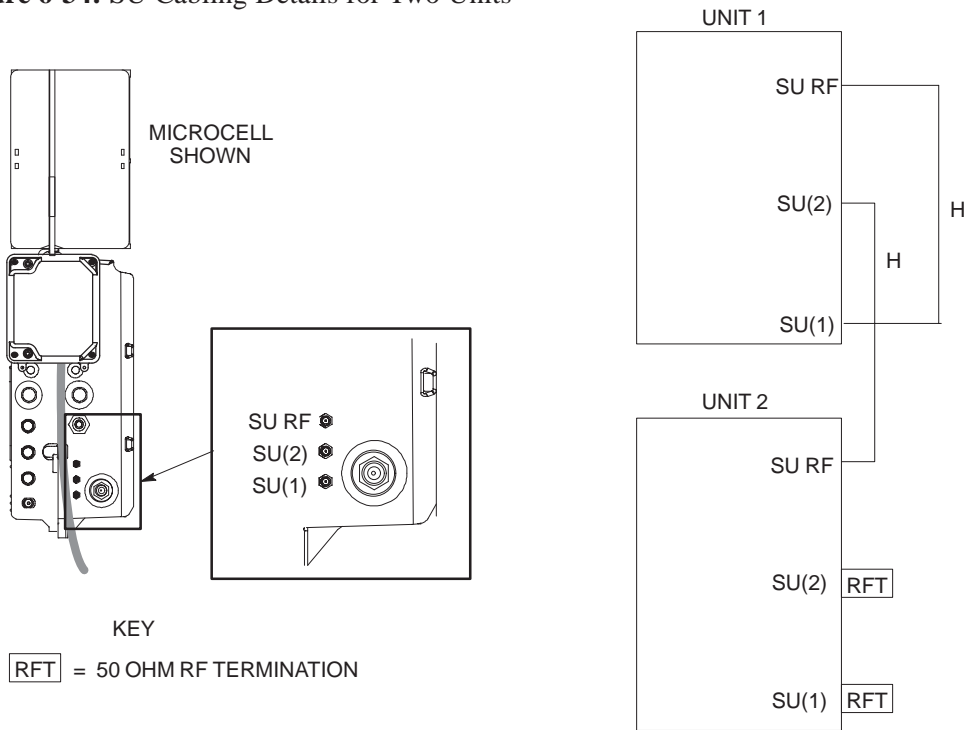 SU Cabling Details for Two Units
MICROCELL
SHOWN
SU RF
SU(2)
SU(1)
KEY
RFT = 50 OHM RF TERMINATION
UNIT 1
SU RF
SU(2)
SU(1)
H
H
UNIT 2
SU RF
SU(2) RFT
SU(1) RFT